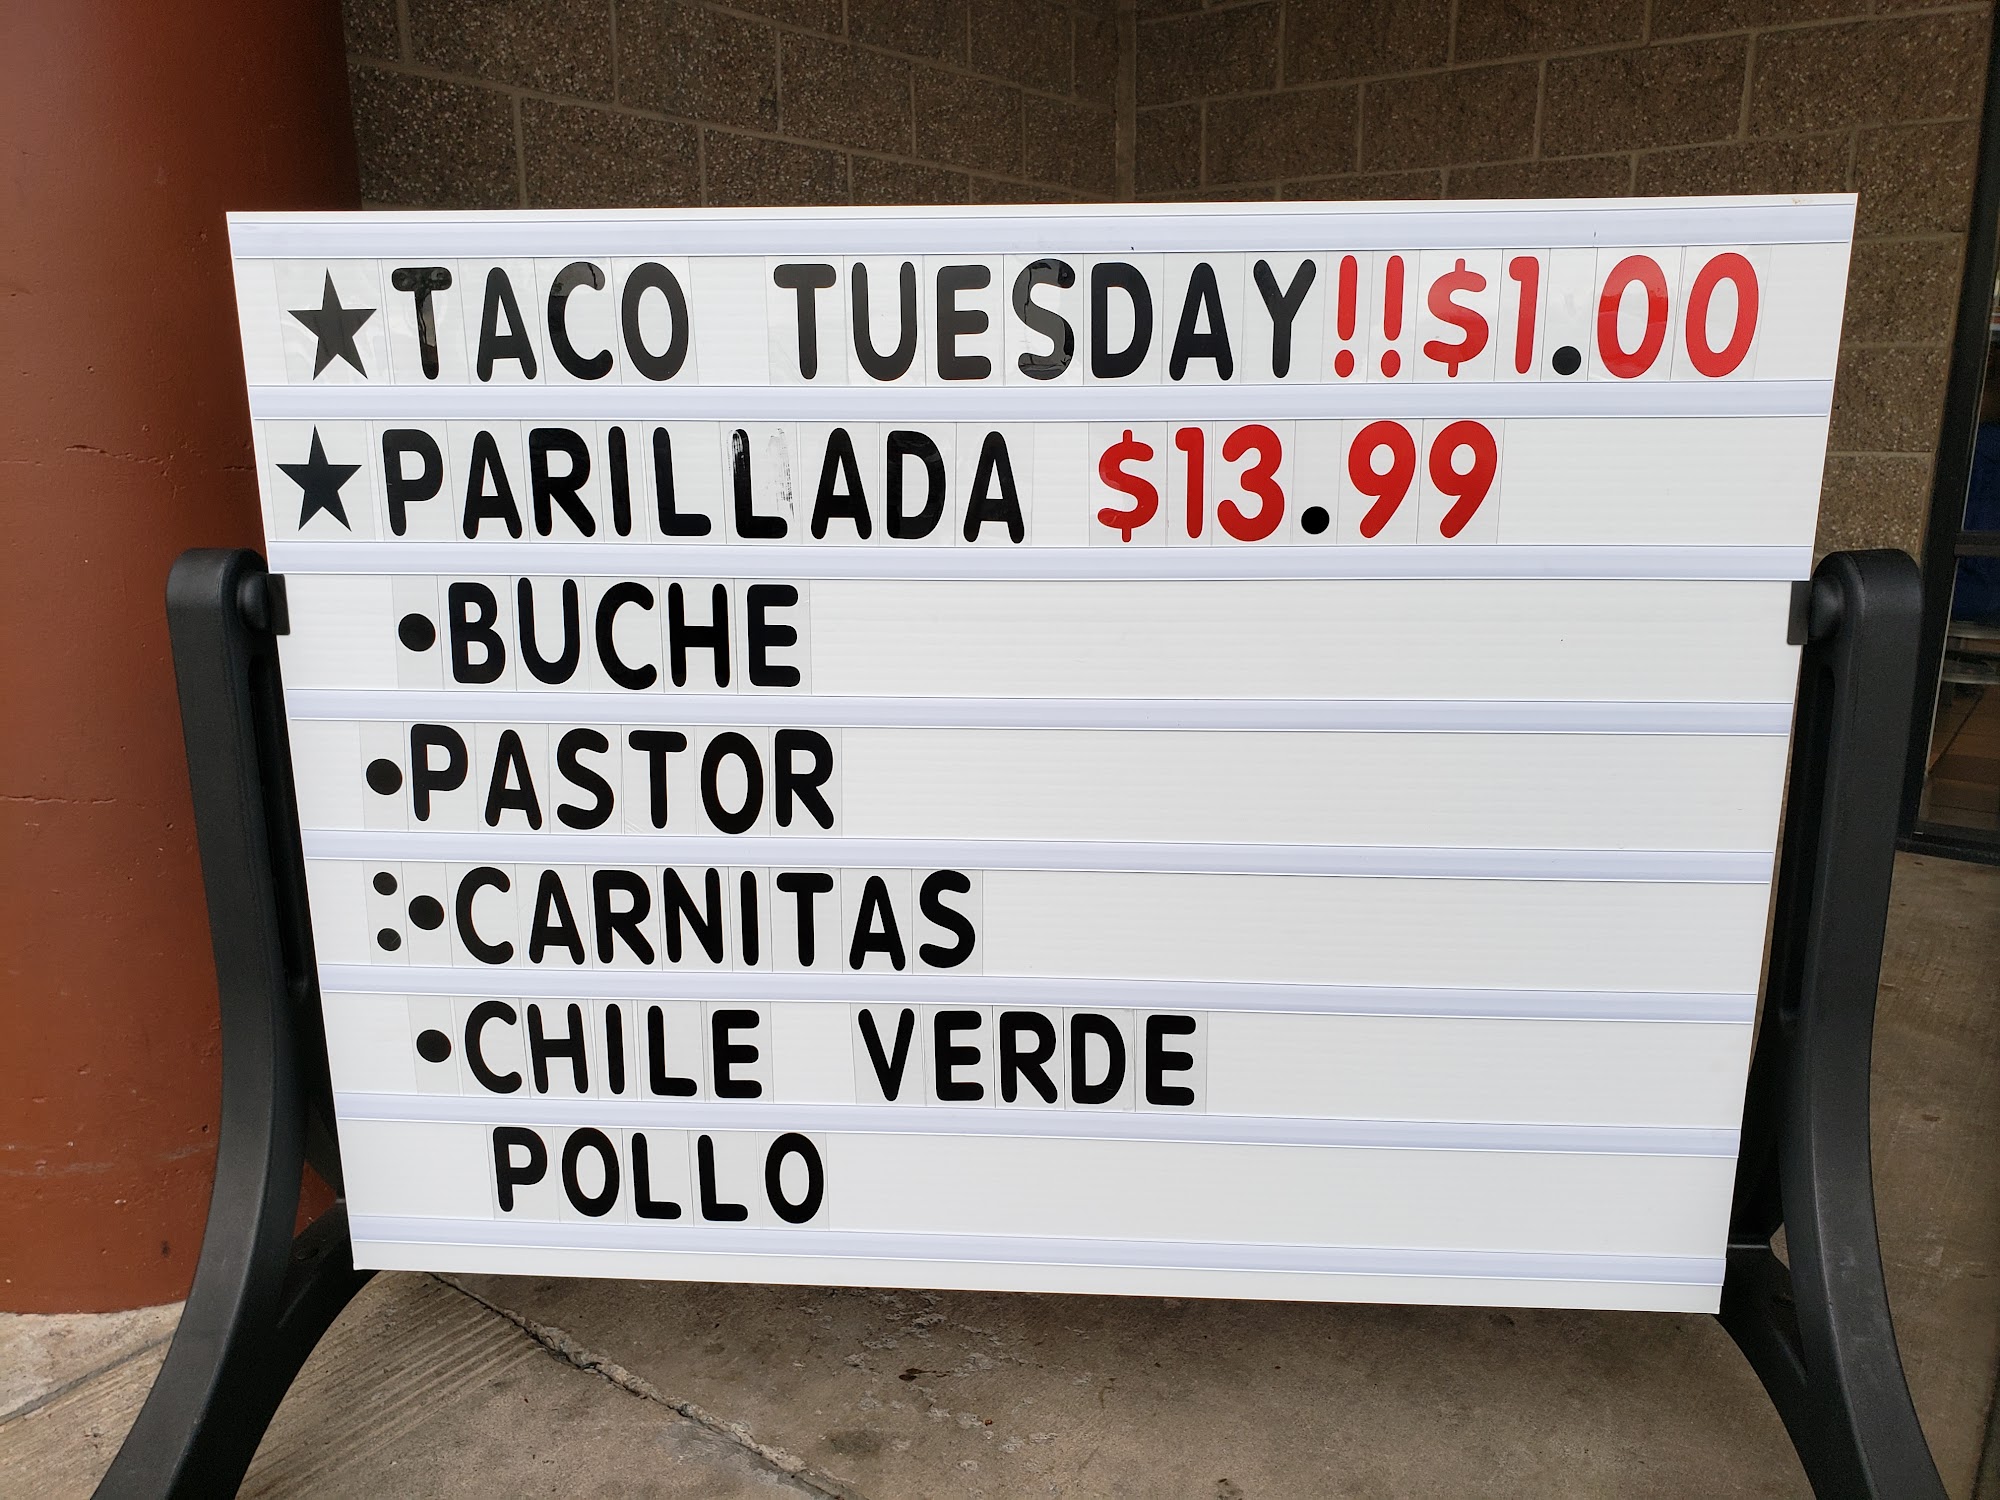 ★TACO TUESDAY!!$1.00
★PARILLADA $13.99
•BUCHE
•PASTOR
:•CARNITAS
•CHILE VERDE
POLLO